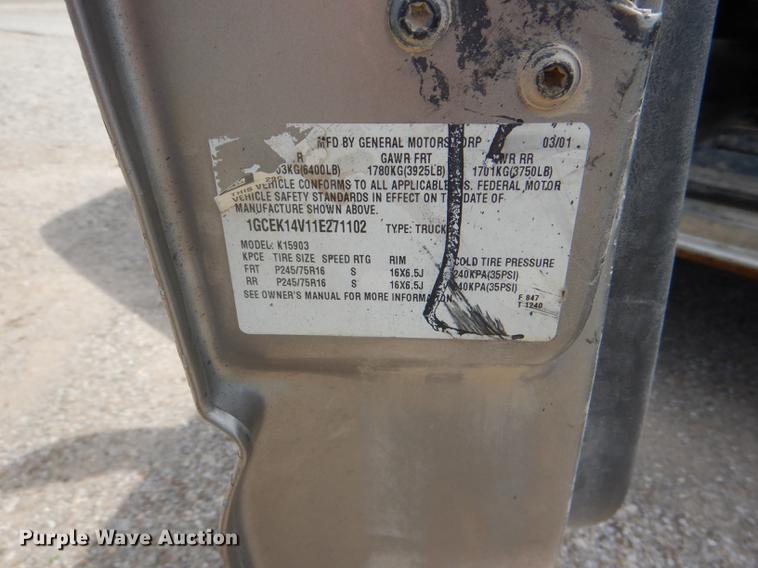 MFD BY GENERAL MOTORS CORP 03/01
R GAWR FRT WR RR
03KG(6400LB) 1780KG(3925LB) 1701KG(3750LB)
THIS VEHICLE CONFORMS TO ALL APPLICABLE U.S. FEDERAL MOTOR
VEHICLE SAFETY STANDARDS IN EFFECT ON THE DATE OF
MANUFACTURE SHOWN ABOVE.
1GCEK14V11E271102 TYPE: TRUCK
MODEL: K15903
KPCE TIRE SIZE SPEED RTG RIM COLD TIRE PRESSURE
FRT P245/75R16 S 16X6.5J 240KPA(35PSI)
RR P245/75R16 S 16X6.5J 240KPA(35PSI)
SEE OWNER'S MANUAL FOR MORE INFORMATION.
F 847
T 1240
Purple Wave Auction